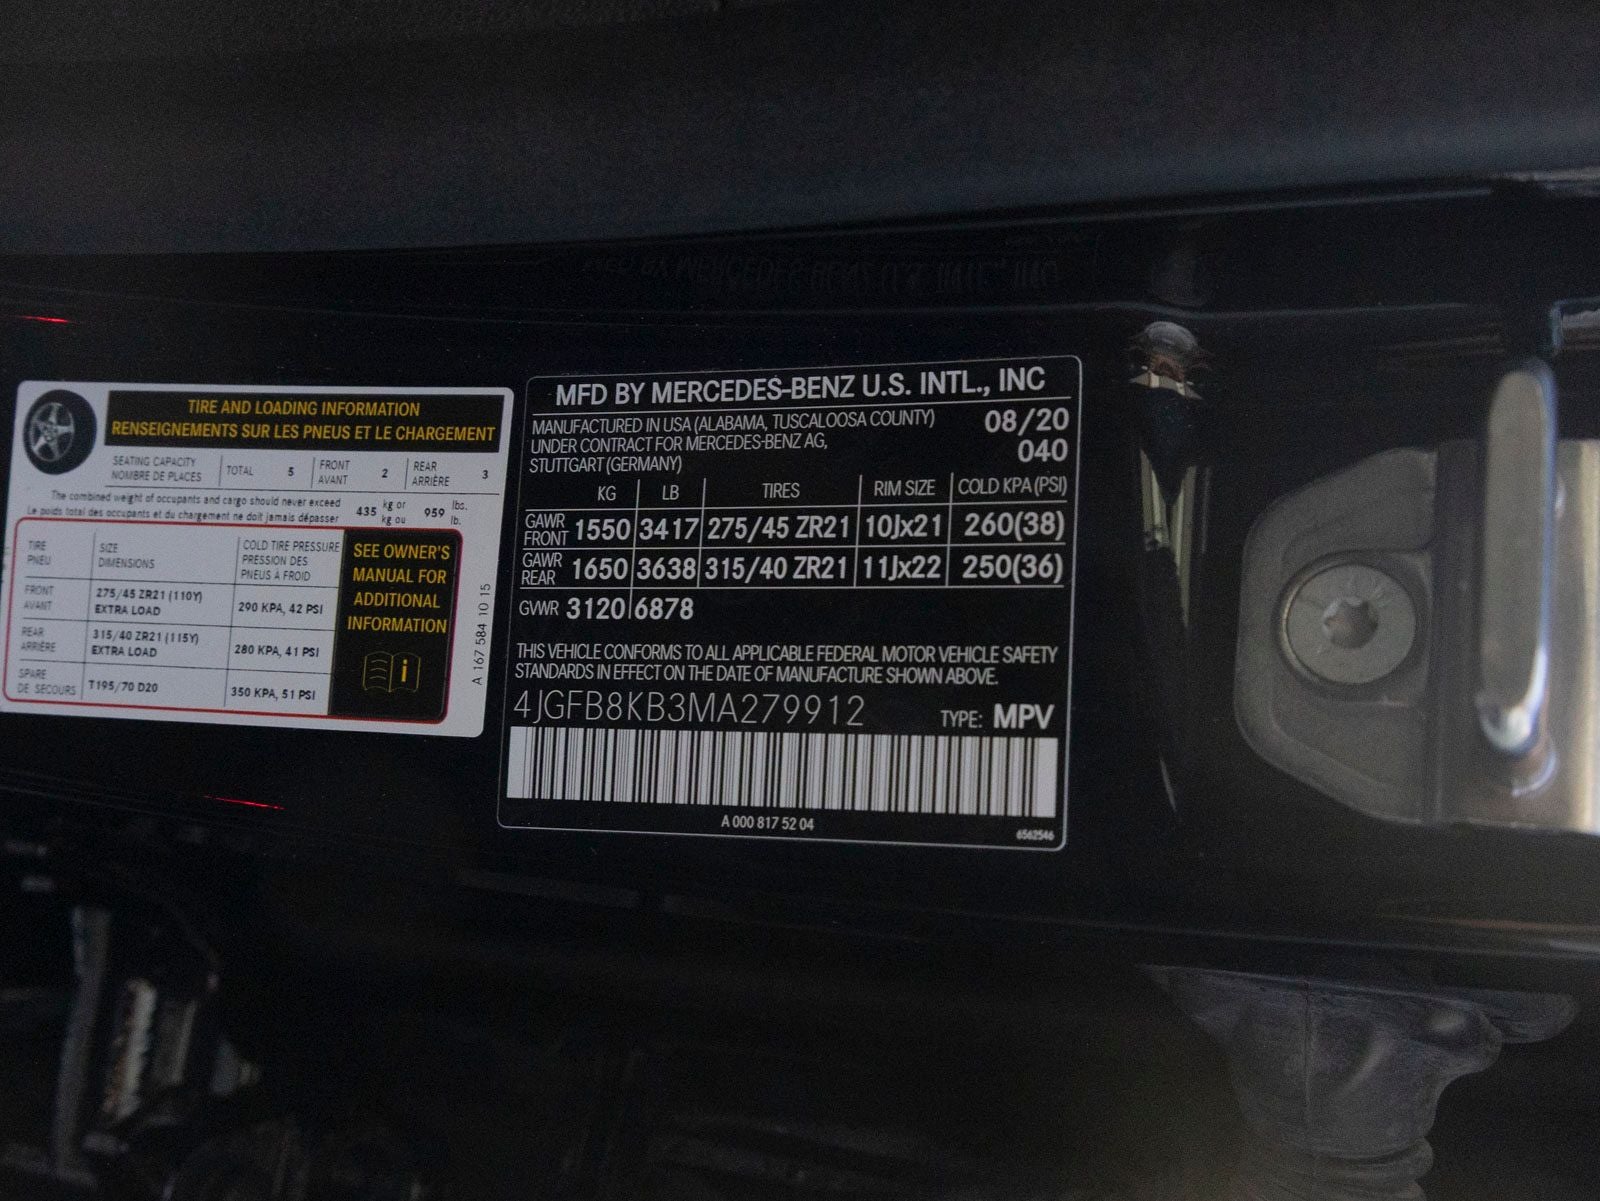 TIRE AND LOADING INFORMATION
RENSEIGNEMENTS SUR LES PNEUS ET LE CHARGEMENT
SEATING CAPACITY
NOMBRE DE PLACES
TOTAL 5
FRONT
AVANT
2
REAR
ARRIÈRE
3
The combined weight of occupants and cargo should never exceed
Le poids total des occupants et du chargement ne doit jamais dépasser
435
kg or
kg ou
959
lbs.
lb.
TIRE
PNEU
SIZE
DIMENSIONS
COLD TIRE PRESSURE
PRESSION DES
PNEUS À FROID
FRONT
AVANT
275/45 ZR21 (110Y)
EXTRA LOAD
290 KPA, 42 PSI
REAR
ARRIÈRE
315/40 ZR21 (115Y)
EXTRA LOAD
280 KPA, 41 PSI
SPARE
DE SECOURS
T195/70 D20
350 KPA, 51 PSI
SEE OWNER'S
MANUAL FOR
ADDITIONAL
INFORMATION
i
A 167 584 10 15
MFD BY MERCEDES-BENZ U.S. INTL., INC
MANUFACTURED IN USA (ALABAMA, TUSCALOOSA COUNTY)
UNDER CONTRACT FOR MERCEDES-BENZ AG,
STUTTGART (GERMANY)
08/20
040
KG LB TIRES RIM SIZE COLD KPA (PSI)
GAWR
FRONT
1550 3417 275/45 ZR21 10Jx21 260(38)
GAWR
REAR
1650 3638 315/40 ZR21 11Jx22 250(36)
GVWR 3120 6878
THIS VEHICLE CONFORMS TO ALL APPLICABLE FEDERAL MOTOR VEHICLE SAFETY
STANDARDS IN EFFECT ON THE DATE OF MANUFACTURE SHOWN ABOVE.
4JGFB8KB3MA279912 TYPE: MPV
A 000 817 52 04
6562546